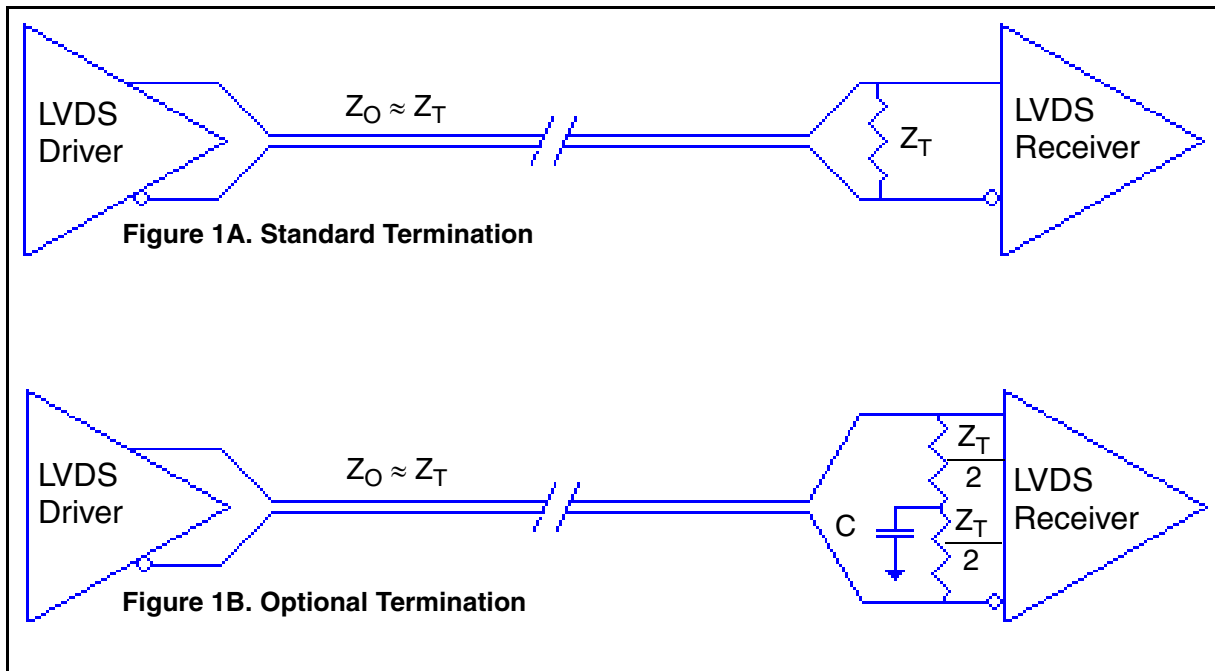 LVDS
Driver
Z_O ≈ Z_T
Z_T
LVDS
Receiver
Figure 1A. Standard Termination
LVDS
Driver
Z_O ≈ Z_T
C
Z_T
2
Z_T
2
LVDS
Receiver
Figure 1B. Optional Termination